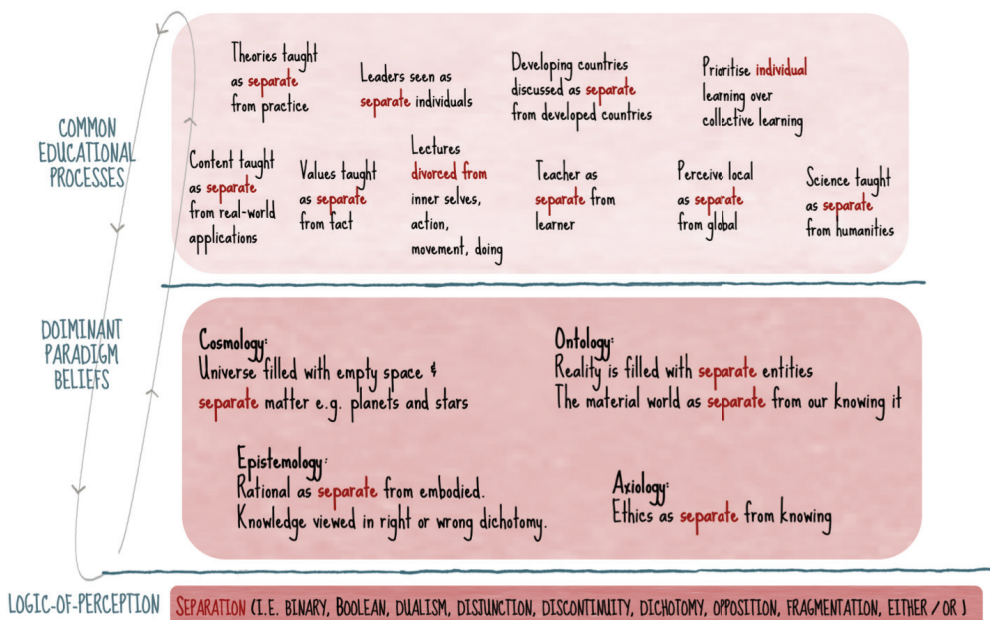 COMMON
EDUCATIONAL
PROCESSES
Theories taught
as separate
from practice
Leaders seen as
separate individuals
Developing countries
discussed as separate
from developed countries
Prioritise individual
learning over
collective learning
Content taught
as separate
from real-world
applications
Values taught
as separate
from fact
Lectures
divorced from
inner selves,
action,
movement, doing
Teacher as
separate from
learner
Perceive local
as separate
from global
Science taught
as separate
from humanities
DOIMINANT
PARADIGM
BELIEFS
Cosmology:
Universe filled with empty space &
separate matter e.g. planets and stars
Ontology:
Reality is filled with separate entities
The material world as separate from our knowing it
Epistemology:
Rational as separate from embodied.
Knowledge viewed in right or wrong dichotomy.
Axiology:
Ethics as separate from knowing
LOGIC-OF-PERCEPTION
SEPARATION (I.E. BINARY, BOOLEAN, DUALISM, DISJUNCTION, DISCONTINUITY, DICHOTOMY, OPPOSITION, FRAGMENTATION, EITHER / OR )